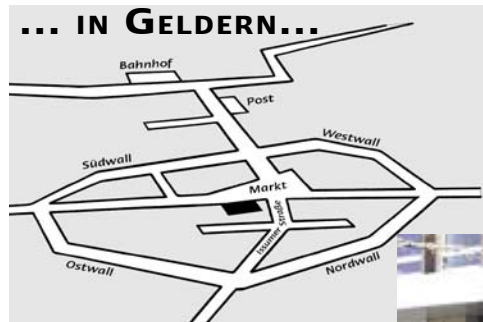 ... IN GELDERN...
Bahnhof
Post
Südwall
Westwall
Markt
Issumer Straße
Ostwall
Nordwall